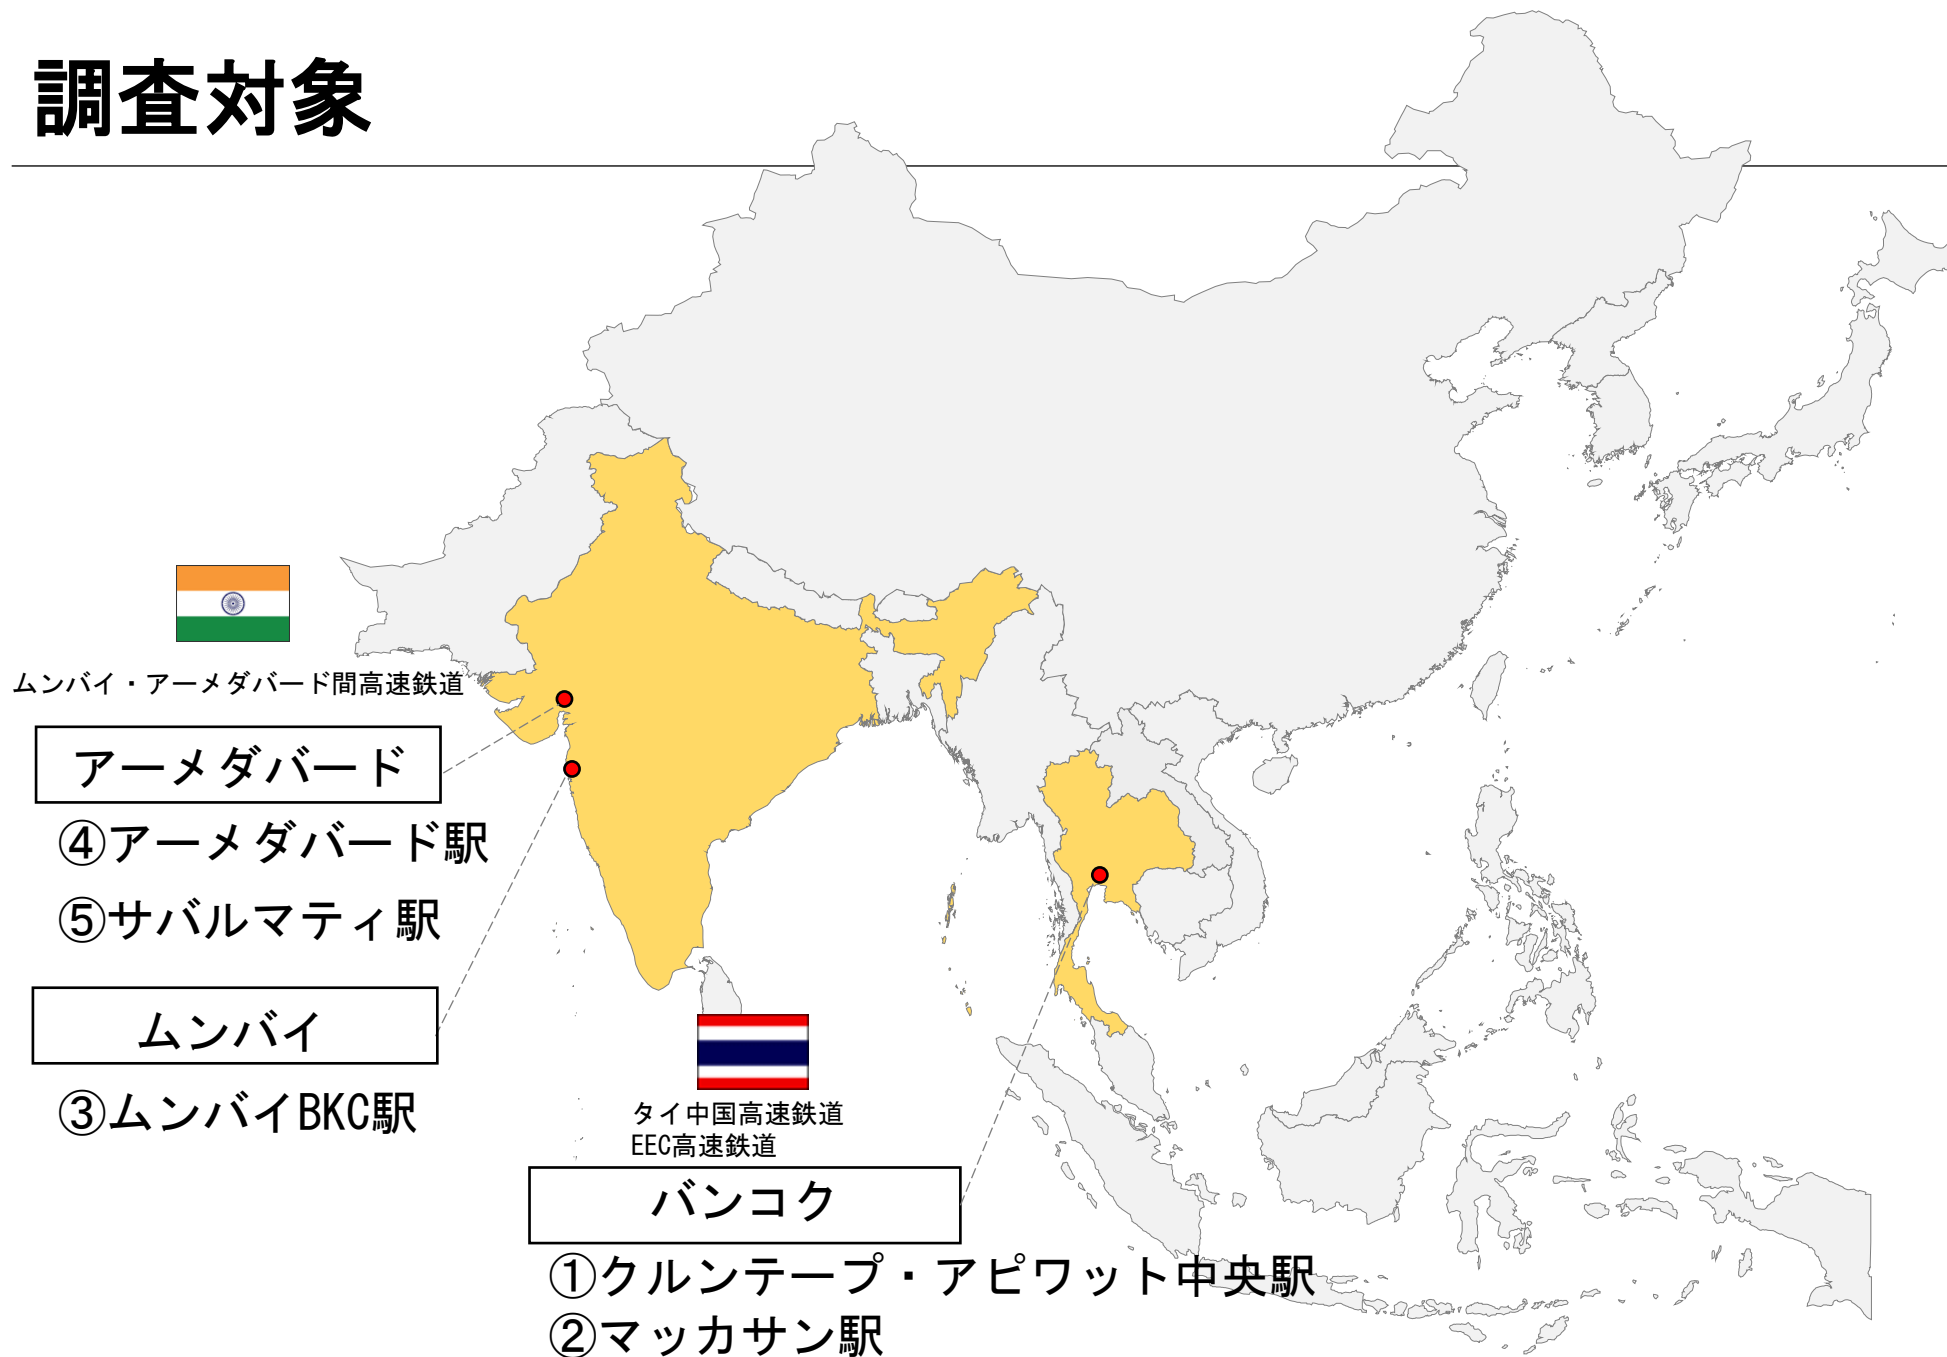 調査対象
ムンバイ・アーメダバード間高速鉄道
アーメダバード
④アーメダバード駅
⑤サバルマティ駅
ムンバイ
③ムンバイBKC駅
タイ中国高速鉄道
EEC高速鉄道
バンコク
①クルンテープ・アピワット中央駅
②マッカサン駅